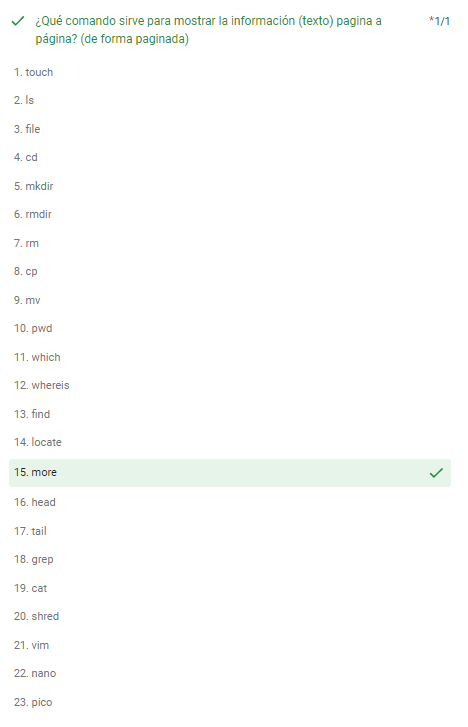 ¿Qué comando sirve para mostrar la información (texto) pagina a
página? (de forma paginada)
*1/1
1. touch
2. ls
3. file
4. cd
5. mkdir
6. rmdir
7. rm
8. cp
9. mv
10. pwd
11. which
12. whereis
13. find
14. locate
15. more
16. head
17. tail
18. grep
19. cat
20. shred
21. vim
22. nano
23. pico